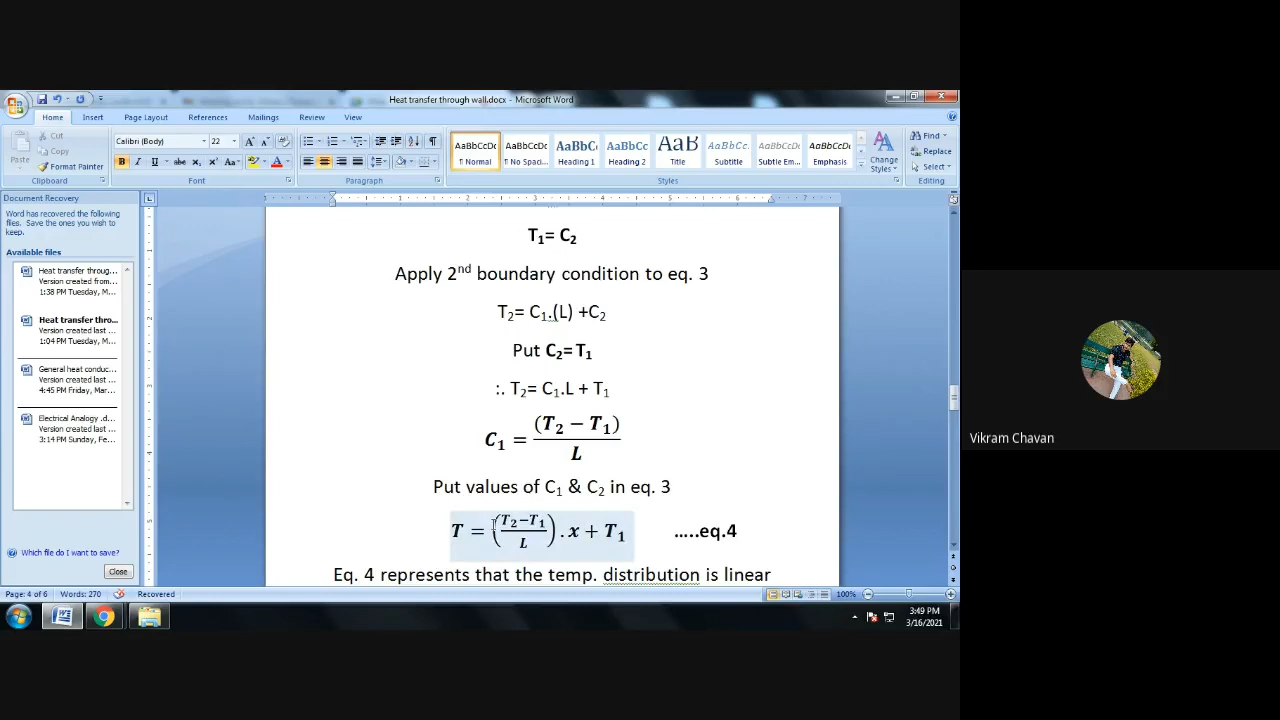 Heat transfer through wall.docx - Microsoft Word
Home Insert Page Layout References Mailings Review View
Paste
Cut
Copy
Format Painter
Clipboard
Calibri (Body) 22
Font
Paragraph
AaBbCcDc AaBbCcDc AaBbCc AaBbCc AaB AaBbCc. AaBbCcDc AaBbCcDc
¶ Normal ¶ No Spaci... Heading 1 Heading 2 Title Subtitle Subtle Em... Emphasis
Change Styles
Styles
Find
Replace
Select
Editing
Document Recovery
Word has recovered the following files. Save the ones you wish to keep.
Available files
Heat transfer throug...
Version created from...
1:38 PM Tuesday, M...
Heat transfer thro...
Version created last ...
1:04 PM Tuesday, M...
General heat conduc...
Version created last ...
4:45 PM Friday, Mar...
Electrical Analogy .d...
Version created last ...
3:14 PM Sunday, Fe...
Which file do I want to save?
Close
T₁= C₂
Apply 2nd boundary condition to eq. 3
T₂= C₁.(L) +C₂
Put C₂= T₁
:. T₂= C₁.L + T₁
C₁ = (T₂ − T₁) / L
Put values of C₁ & C₂ in eq. 3
T = ((T₂−T₁)/L) . x + T₁ …..eq.4
Eq. 4 represents that the temp. distribution is linear
Page: 4 of 6 Words: 270 Recovered 100%
3:49 PM
3/16/2021
Vikram Chavan